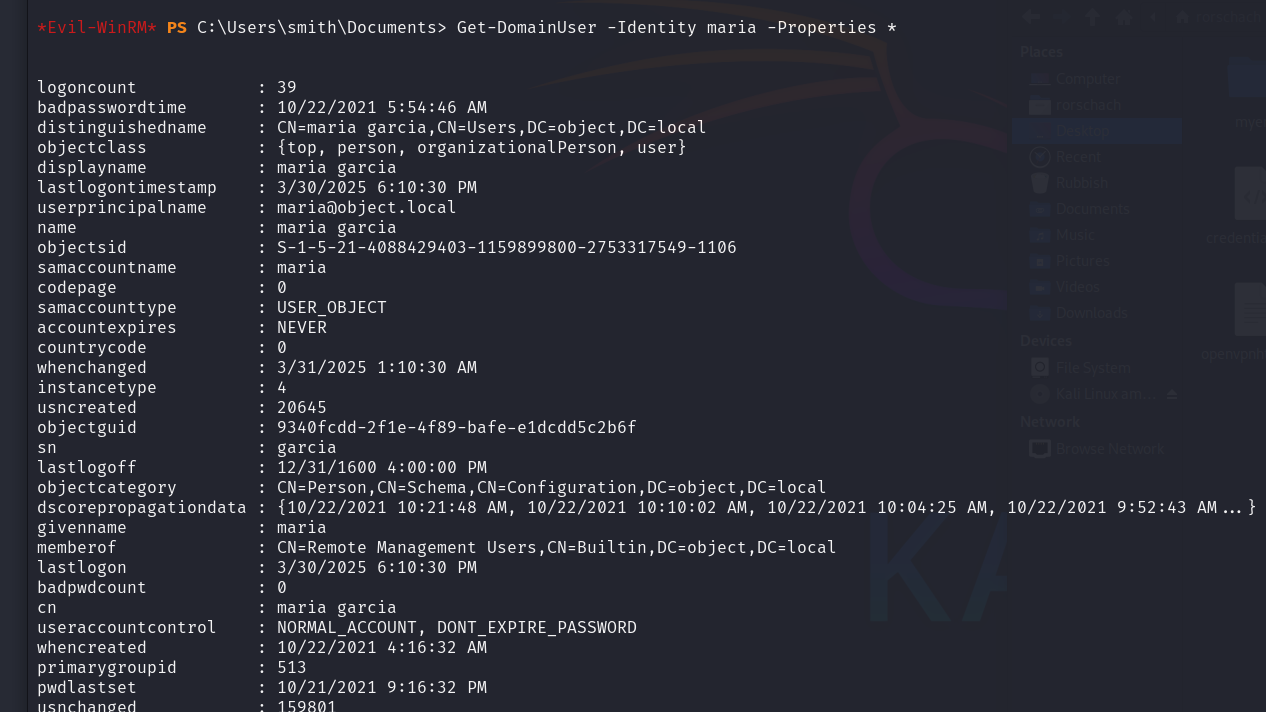 *Evil-WinRM* PS C:\Users\smith\Documents> Get-DomainUser -Identity maria -Properties *
logoncount : 39
badpasswordtime : 10/22/2021 5:54:46 AM
distinguishedname : CN=maria garcia,CN=Users,DC=object,DC=local
objectclass : {top, person, organizationalPerson, user}
displayname : maria garcia
lastlogontimestamp : 3/30/2025 6:10:30 PM
userprincipalname : maria@object.local
name : maria garcia
objectsid : S-1-5-21-4088429403-1159899800-2753317549-1106
samaccountname : maria
codepage : 0
samaccounttype : USER_OBJECT
accountexpires : NEVER
countrycode : 0
whenchanged : 3/31/2025 1:10:30 AM
instancetype : 4
usncreated : 20645
objectguid : 9340fcdd-2f1e-4f89-bafe-e1dcdd5c2b6f
sn : garcia
lastlogoff : 12/31/1600 4:00:00 PM
objectcategory : CN=Person,CN=Schema,CN=Configuration,DC=object,DC=local
dscorepropagationdata : {10/22/2021 10:21:48 AM, 10/22/2021 10:10:02 AM, 10/22/2021 10:04:25 AM, 10/22/2021 9:52:43 AM...}
givenname : maria
memberof : CN=Remote Management Users,CN=Builtin,DC=object,DC=local
lastlogon : 3/30/2025 6:10:30 PM
badpwdcount : 0
cn : maria garcia
useraccountcontrol : NORMAL_ACCOUNT, DONT_EXPIRE_PASSWORD
whencreated : 10/22/2021 4:16:32 AM
primarygroupid : 513
pwdlastset : 10/21/2021 9:16:32 PM
usnchanged : 159801
rorschach
Places
Computer
rorschach
Desktop
Recent
Rubbish
Documents
Music
Pictures
Videos
Downloads
Devices
File System
Kali Linux am...
Network
Browse Network
KA